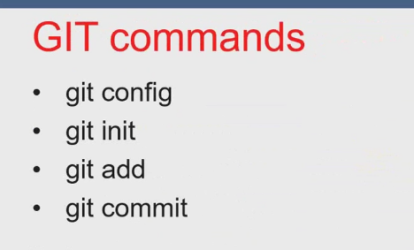 GIT commands
• git config
• git init
• git add
• git commit